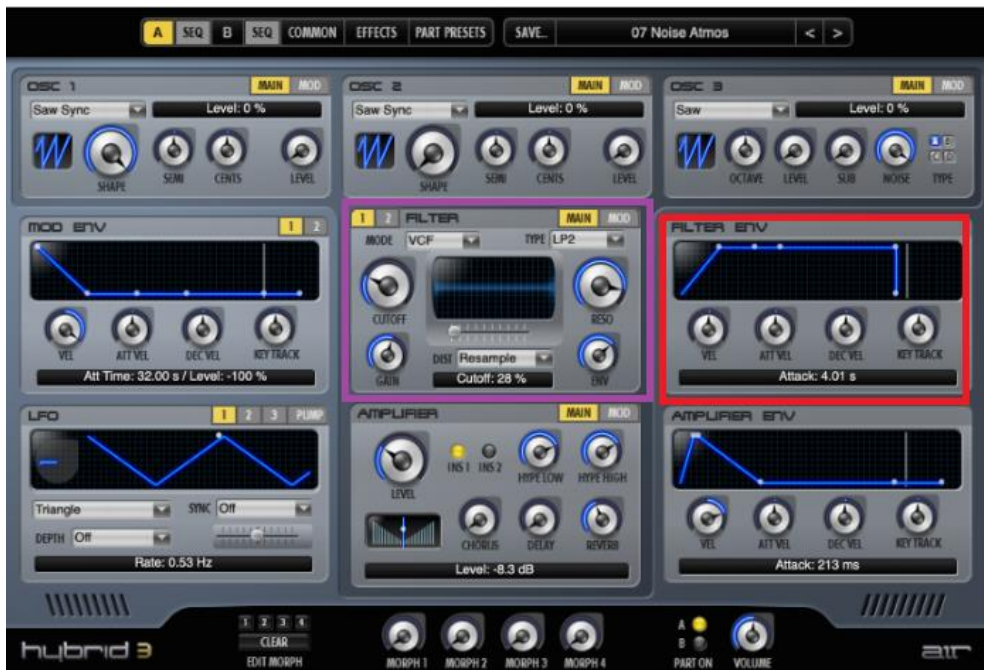 A SEQ B SEQ COMMON EFFECTS PART PRESETS SAVE... 07 Noise Atmos < >
OSC 1 MAIN MOD
Saw Sync Level: 0 %
SHAPE SEMI CENTS LEVEL
OSC 2 MAIN MOD
Saw Sync Level: 0 %
SHAPE SEMI CENTS LEVEL
OSC 3 MAIN MOD
Saw Level: 0 %
OCTAVE LEVEL SUB NOISE TYPE
MOD ENV 1 2
VEL ATT VEL DEC VEL KEY TRACK
Att Time: 32.00 s / Level: -100 %
1 2 FILTER MAIN MOD
MODE VCF TYPE LP2
CUTOFF RESO
DIST Resample
GAIN Cutoff: 28 % ENV
FILTER ENV
VEL ATT VEL DEC VEL KEY TRACK
Attack: 4.01 s
LFO 1 2 3 PUMP
Triangle SYNC Off
DEPTH Off
Rate: 0.53 Hz
AMPLIFIER MAIN MOD
INS 1 INS 2 HYPE LOW HYPE HIGH
LEVEL
CHORUS DELAY REVERB
Level: -8.3 dB
AMPLIFIER ENV
VEL ATT VEL DEC VEL KEY TRACK
Attack: 213 ms
hybrid 3
1 2 3 4
CLEAR
EDIT MORPH
MORPH 1 MORPH 2 MORPH 3 MORPH 4
A
B
PART ON VOLUME
air